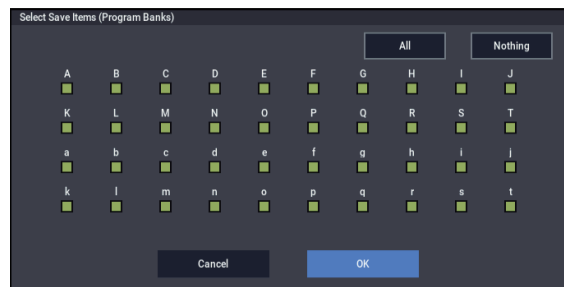 Select Save Items (Program Banks)
All Nothing
A B C D E F G H I J
K L M N O P Q R S T
a b c d e f g h i j
k l m n o p q r s t
Cancel OK